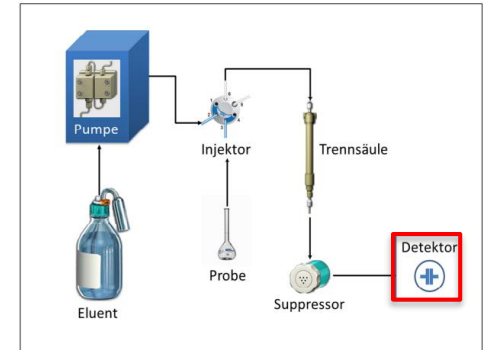 Pumpe
Injektor
Trennsäule
Detektor
Probe
Suppressor
Eluent